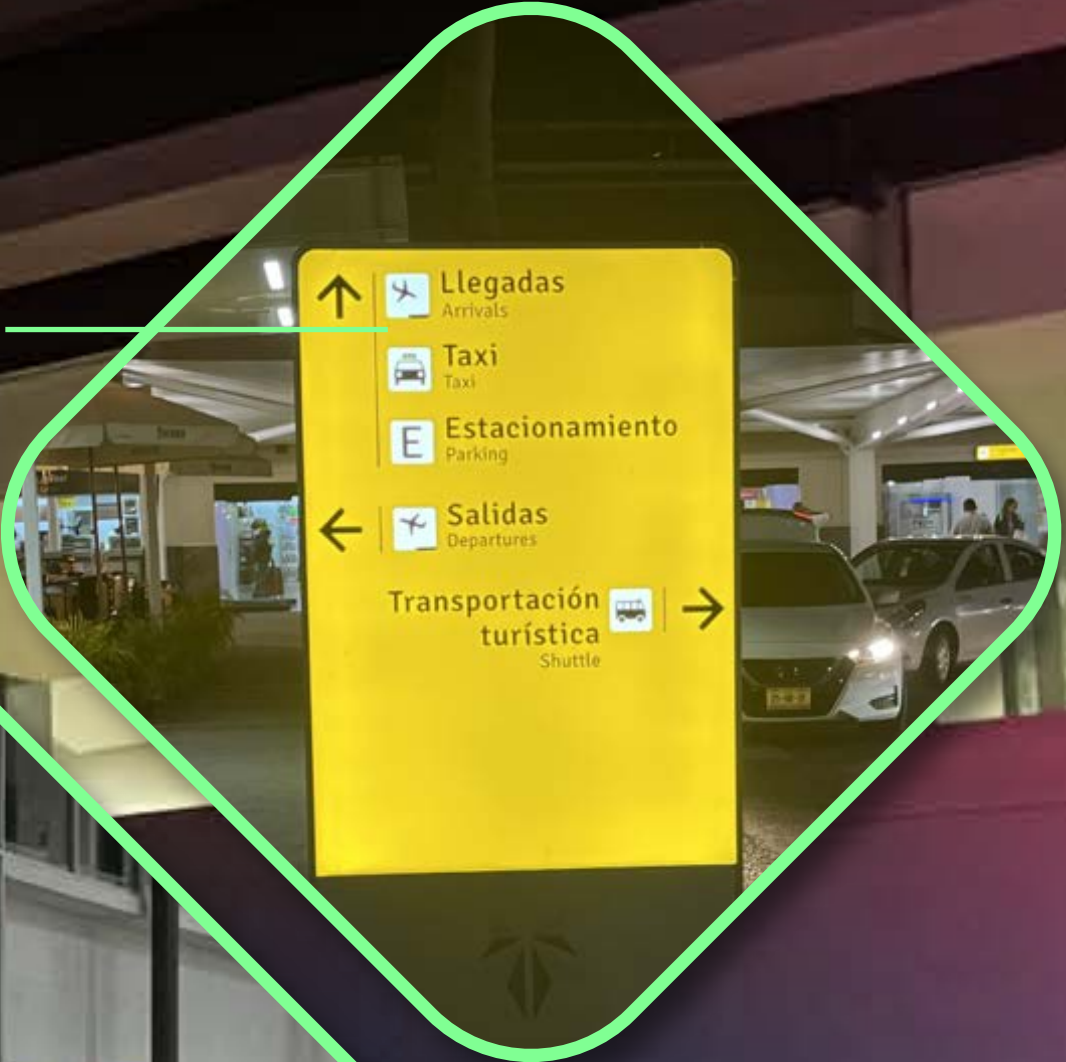 Llegadas
Arrivals
Taxi
Taxi
E
Estacionamiento
Parking
Salidas
Departures
Transportación
turística
Shuttle